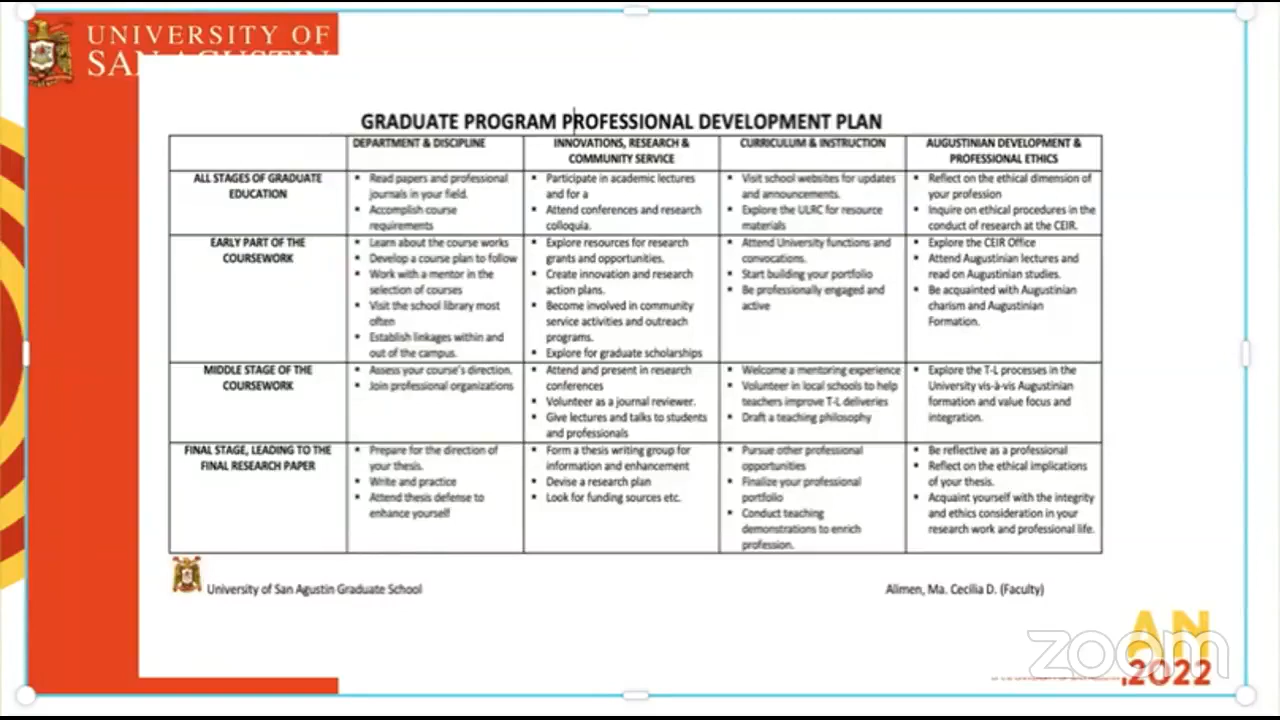 UNIVERSITY OF
SAN AGUSTIN
GRADUATE PROGRAM PROFESSIONAL DEVELOPMENT PLAN
DEPARTMENT & DISCIPLINE
INNOVATIONS, RESEARCH &
COMMUNITY SERVICE
CURRICULUM & INSTRUCTION
AUGUSTINIAN DEVELOPMENT &
PROFESSIONAL ETHICS
ALL STAGES OF GRADUATE
EDUCATION
▪ Read papers and professional
journals in your field.
▪ Accomplish course
requirements
▪ Participate in academic lectures
and for a
▪ Attend conferences and research
colloquia.
▪ Visit school websites for updates
and announcements.
▪ Explore the ULRC for resource
materials
▪ Reflect on the ethical dimension of
your profession
▪ Inquire on ethical procedures in the
conduct of research at the CEIR.
EARLY PART OF THE
COURSEWORK
▪ Learn about the course works
▪ Develop a course plan to follow
▪ Work with a mentor in the
selection of courses
▪ Visit the school library most
often
▪ Establish linkages within and
out of the campus.
▪ Explore resources for research
grants and opportunities.
▪ Create innovation and research
action plans.
▪ Become involved in community
service activities and outreach
programs.
▪ Explore for graduate scholarships
▪ Attend University functions and
convocations.
▪ Start building your portfolio
▪ Be professionally engaged and
active
▪ Explore the CEIR Office
▪ Attend Augustinian lectures and
read on Augustinian studies.
▪ Be acquainted with Augustinian
charism and Augustinian
Formation.
MIDDLE STAGE OF THE
COURSEWORK
▪ Assess your course's direction.
▪ Join professional organizations
▪ Attend and present in research
conferences
▪ Volunteer as a journal reviewer.
▪ Give lectures and talks to students
and professionals
▪ Welcome a mentoring experience
▪ Volunteer in local schools to help
teachers improve T-L deliveries
▪ Draft a teaching philosophy
▪ Explore the T-L processes in the
University vis-à-vis Augustinian
formation and value focus and
integration.
FINAL STAGE, LEADING TO THE
FINAL RESEARCH PAPER
▪ Prepare for the direction of
your thesis.
▪ Write and practice
▪ Attend thesis defense to
enhance yourself
▪ Form a thesis writing group for
information and enhancement
▪ Devise a research plan
▪ Look for funding sources etc.
▪ Pursue other professional
opportunities
▪ Finalize your professional
portfolio
▪ Conduct teaching
demonstrations to enrich
profession.
▪ Be reflective as a professional
▪ Reflect on the ethical implications
of your thesis.
▪ Acquaint yourself with the integrity
and ethics consideration in your
research work and professional life.
University of San Agustin Graduate School
Alimen, Ma. Cecilia D. (Faculty)
zoom
2022